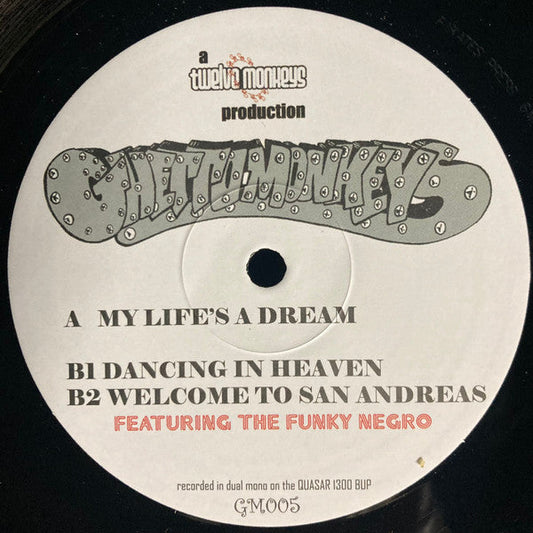 a
twelve monkeys
production
GHETTO MONKEYS
A MY LIFE'S A DREAM
B1 DANCING IN HEAVEN
B2 WELCOME TO SAN ANDREAS
FEATURING THE FUNKY NEGRO
recorded in dual mono on the QUASAR 1300 BUP
GM005